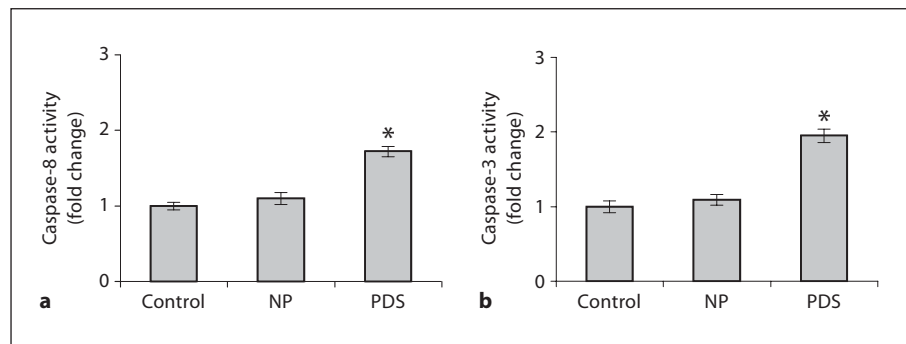 Caspase-8 activity
(fold change)
3
2
1
0
*
Control
NP
PDS
a
Caspase-3 activity
(fold change)
3
2
1
0
*
Control
NP
PDS
b